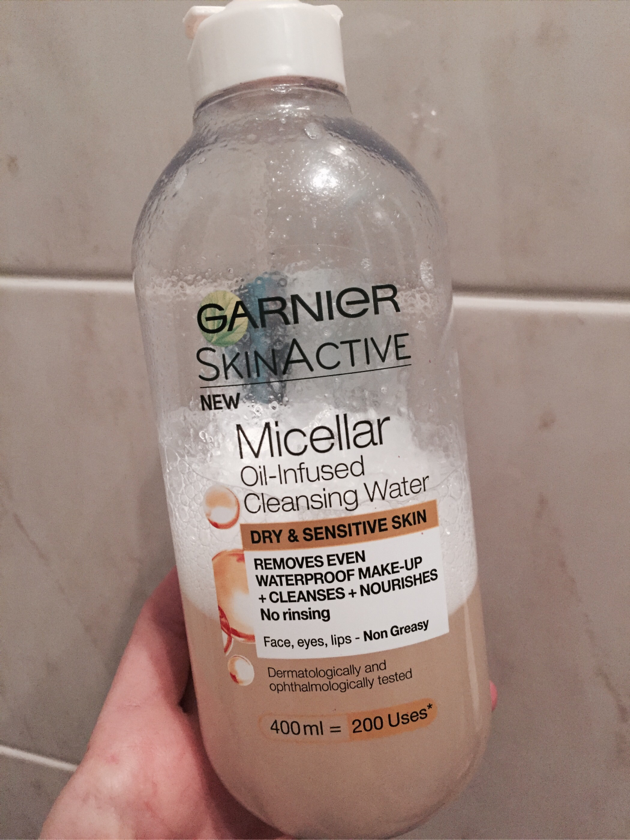 GARNIER
SKINACTIVE
NEW
Micellar
Oil-Infused
Cleansing Water
DRY & SENSITIVE SKIN
REMOVES EVEN
WATERPROOF MAKE-UP
+ CLEANSES + NOURISHES
No rinsing
Face, eyes, lips - Non Greasy
Dermatologically and
ophthalmologically tested
400ml = 200 Uses*